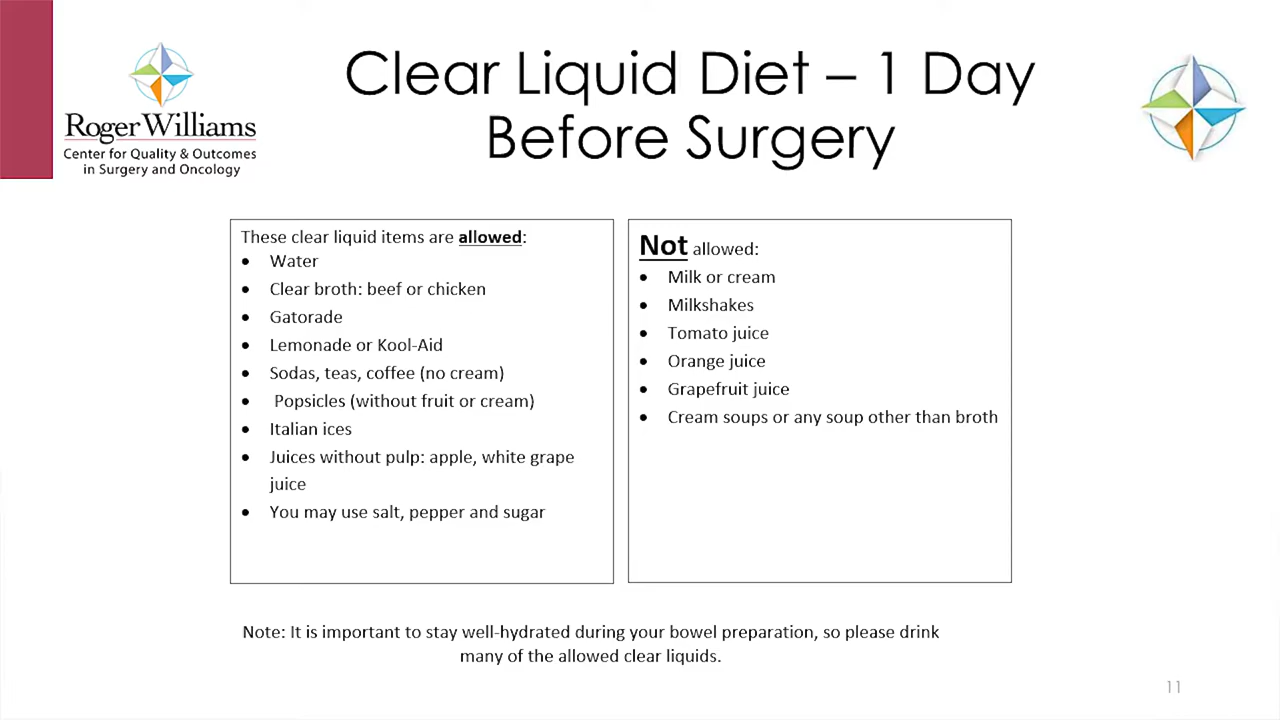 Clear Liquid Diet – 1 Day
Before Surgery
Roger Williams
Center for Quality & Outcomes
in Surgery and Oncology
These clear liquid items are allowed:
• Water
• Clear broth: beef or chicken
• Gatorade
• Lemonade or Kool-Aid
• Sodas, teas, coffee (no cream)
• Popsicles (without fruit or cream)
• Italian ices
• Juices without pulp: apple, white grape
juice
• You may use salt, pepper and sugar
Not allowed:
• Milk or cream
• Milkshakes
• Tomato juice
• Orange juice
• Grapefruit juice
• Cream soups or any soup other than broth
Note: It is important to stay well-hydrated during your bowel preparation, so please drink
many of the allowed clear liquids.
11